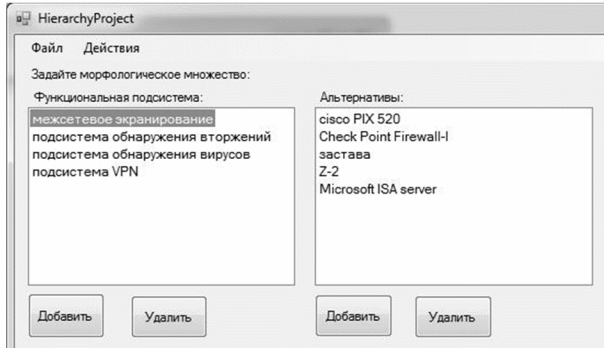 HierarchyProject
Файл Действия
Задайте морфологическое множество:
Функциональная подсистема:
межсетевое экранирование
подсистема обнаружения вторжений
подсистема обнаружения вирусов
подсистема VPN
Альтернативы:
cisco PIX 520
Check Point Firewall-I
застава
Z-2
Microsoft ISA server
Добавить Удалить Добавить Удалить